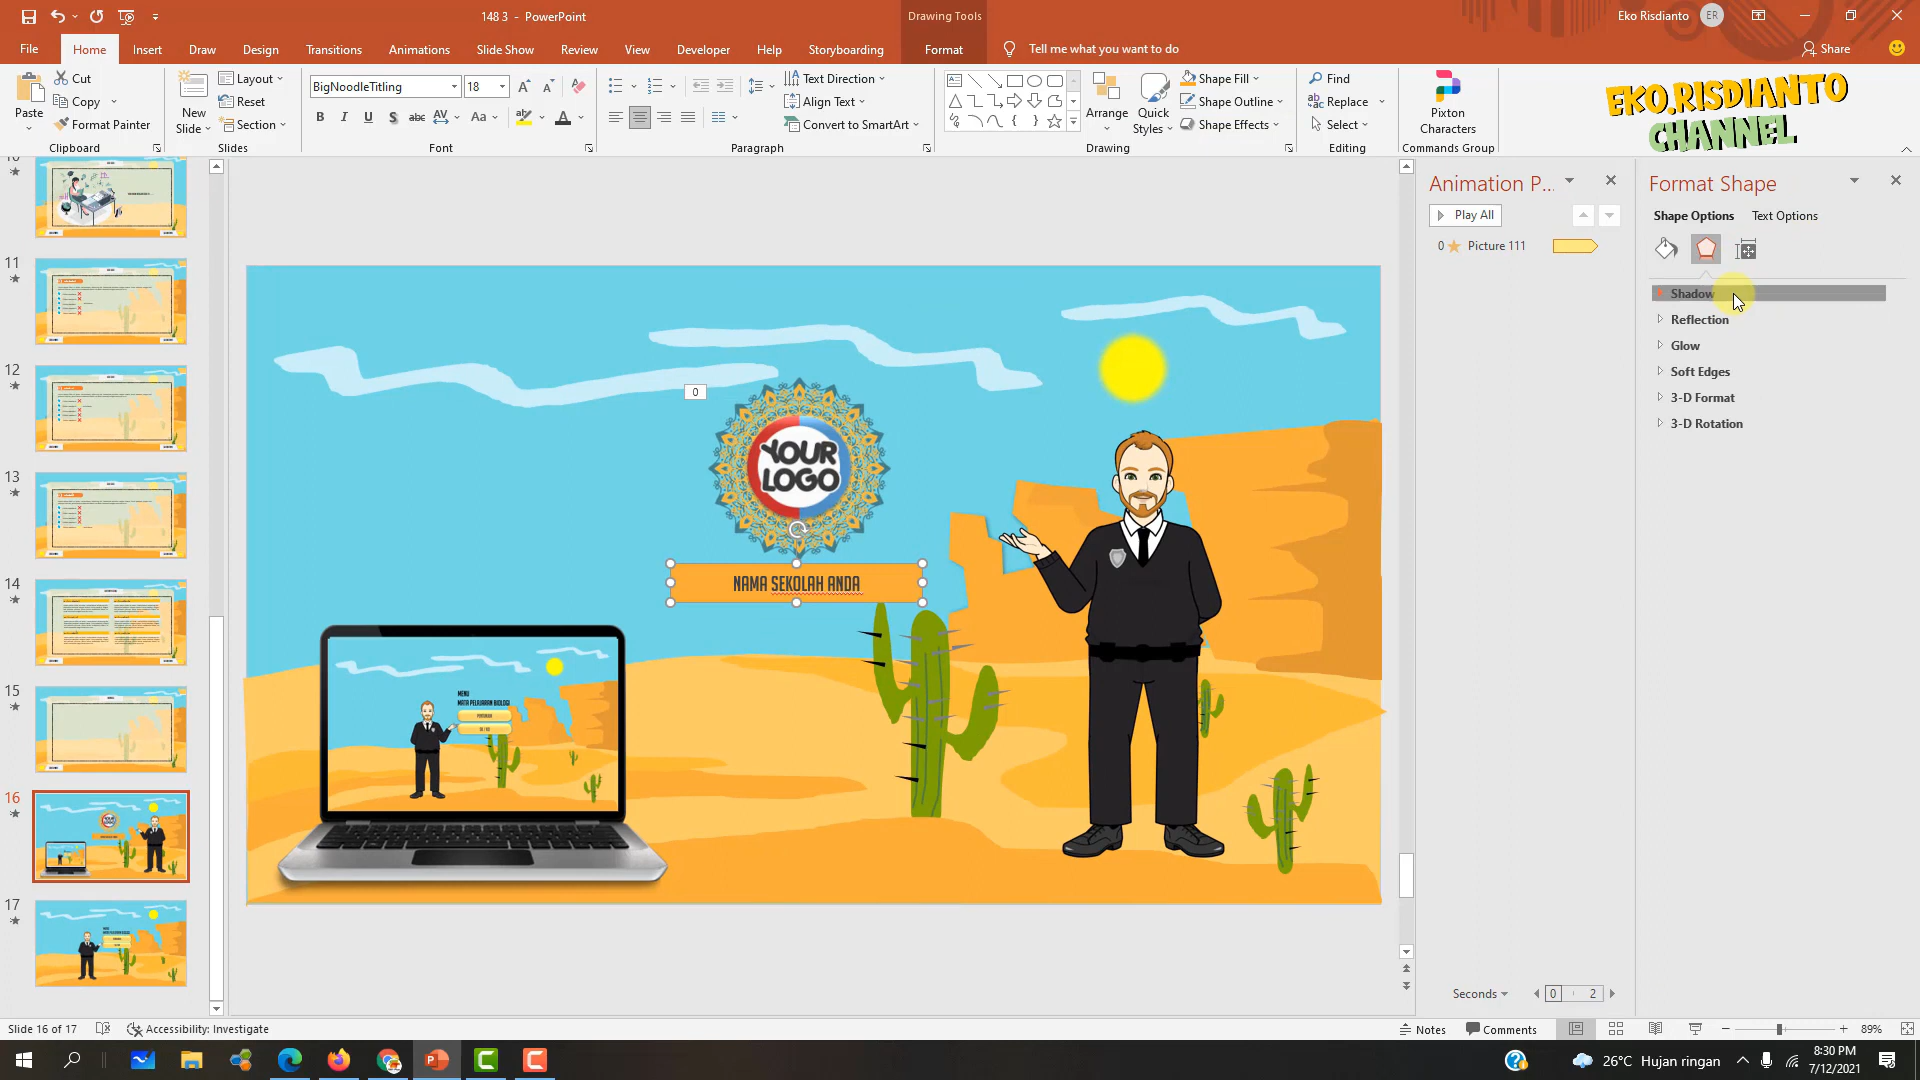 148 3 - PowerPoint
Drawing Tools
Eko Risdianto
ER
File
Home
Insert
Draw
Design
Transitions
Animations
Slide Show
Review
View
Developer
Help
Storyboarding
Format
Tell me what you want to do
Share
Paste
Cut
Copy
Format Painter
Clipboard
New Slide
Layout
Reset
Section
Slides
BigNoodleTitling
18
Font
Text Direction
Align Text
Convert to SmartArt
Paragraph
Arrange
Quick Styles
Shape Fill
Shape Outline
Shape Effects
Drawing
Find
Replace
Select
Editing
Pixton Characters
Commands Group
EKO.RISDIANTO
CHANNEL
11
12
13
14
15
16
17
0
YOUR
LOGO
NAMA SEKOLAH ANDA
MENU
MATA PELAJARAN BIOLOGI
Animation P...
Play All
0 Picture 111
Seconds
0
2
Format Shape
Shape Options
Text Options
Shadow
Reflection
Glow
Soft Edges
3-D Format
3-D Rotation
Slide 16 of 17
Accessibility: Investigate
Notes
Comments
89%
26°C Hujan ringan
8:30 PM
7/12/2021